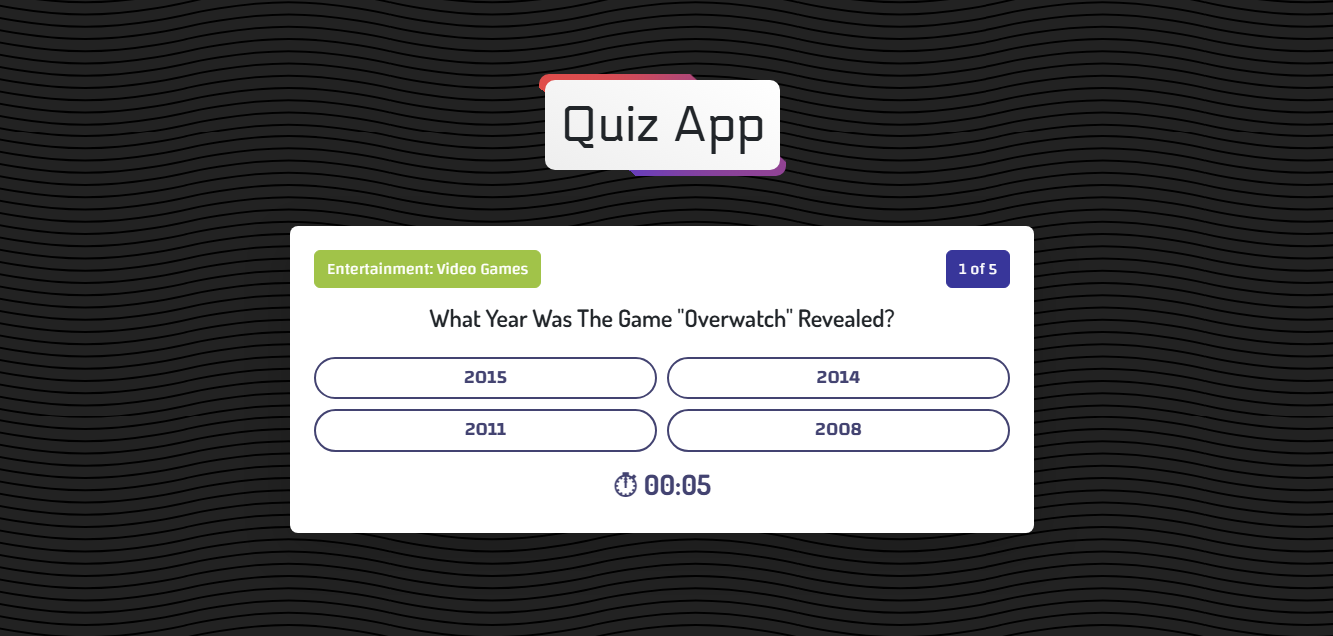 Quiz App
Entertainment: Video Games
1 of 5
What Year Was The Game "Overwatch" Revealed?
2015
2014
2011
2008
00:05